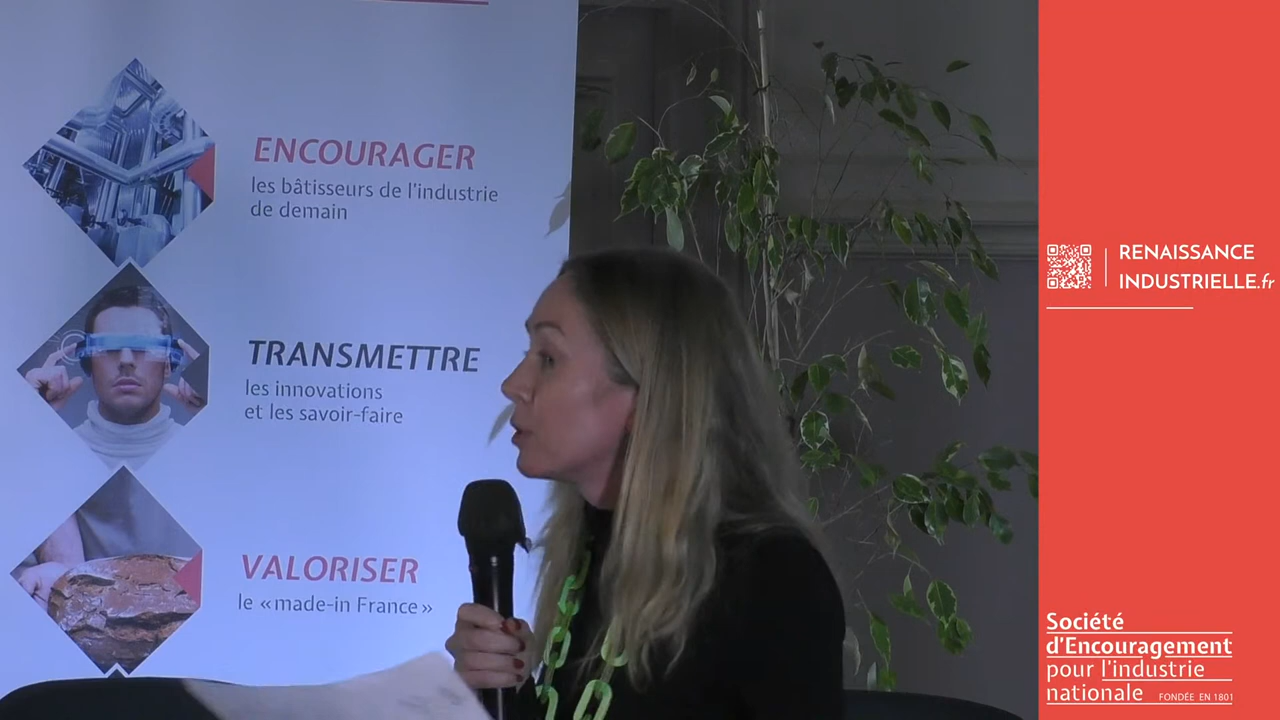 ENCOURAGER
les bâtisseurs de l'industrie
de demain
TRANSMETTRE
les innovations
et les savoir-faire
VALORISER
le «made-in France»
RENAISSANCE
INDUSTRIELLE.fr
Société
d'Encouragement
pour l'industrie
nationale FONDÉE EN 1801